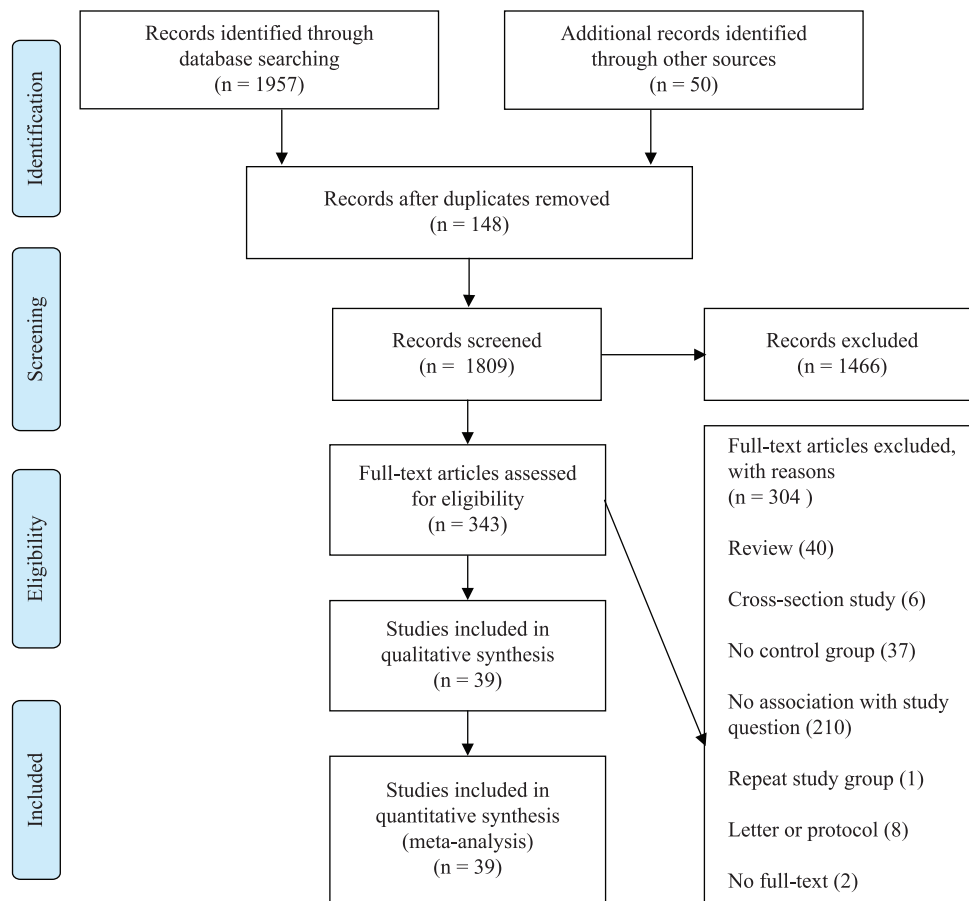 Identification
Records identified through
database searching
(n = 1957)
Additional records identified
through other sources
(n = 50)
Records after duplicates removed
(n = 148)
Screening
Records screened
(n = 1809)
Records excluded
(n = 1466)
Eligibility
Full-text articles assessed
for eligibility
(n = 343)
Full-text articles excluded,
with reasons
(n = 304 )
Review (40)
Cross-section study (6)
No control group (37)
No association with study
question (210)
Repeat study group (1)
Letter or protocol (8)
No full-text (2)
Studies included in
qualitative synthesis
(n = 39)
Included
Studies included in
quantitative synthesis
(meta-analysis)
n = 39)